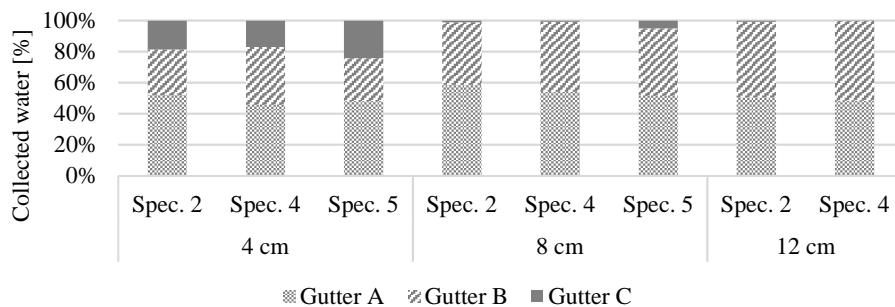 Collected water [%]
100%
80%
60%
40%
20%
0%
Spec. 2 Spec. 4 Spec. 5 Spec. 2 Spec. 4 Spec. 5 Spec. 2 Spec. 4
4 cm 8 cm 12 cm
Gutter A Gutter B Gutter C